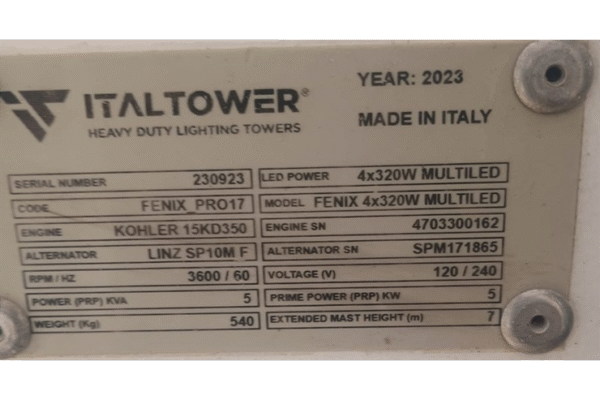 ITALTOWER®
HEAVY DUTY LIGHTING TOWERS
YEAR: 2023
MADE IN ITALY
SERIAL NUMBER 230923 LED POWER 4x320W MULTILED
CODE FENIX_PRO17 MODEL FENIX 4x320W MULTILED
ENGINE KOHLER 15KD350 ENGINE SN 4703300162
ALTERNATOR LINZ SP10M F ALTERNATOR SN SPM171865
RPM / HZ 3600 / 60 VOLTAGE (V) 120 / 240
POWER (PRP) KVA 5 PRIME POWER (PRP) KW 5
WEIGHT (Kg) 540 EXTENDED MAST HEIGHT (m) 7